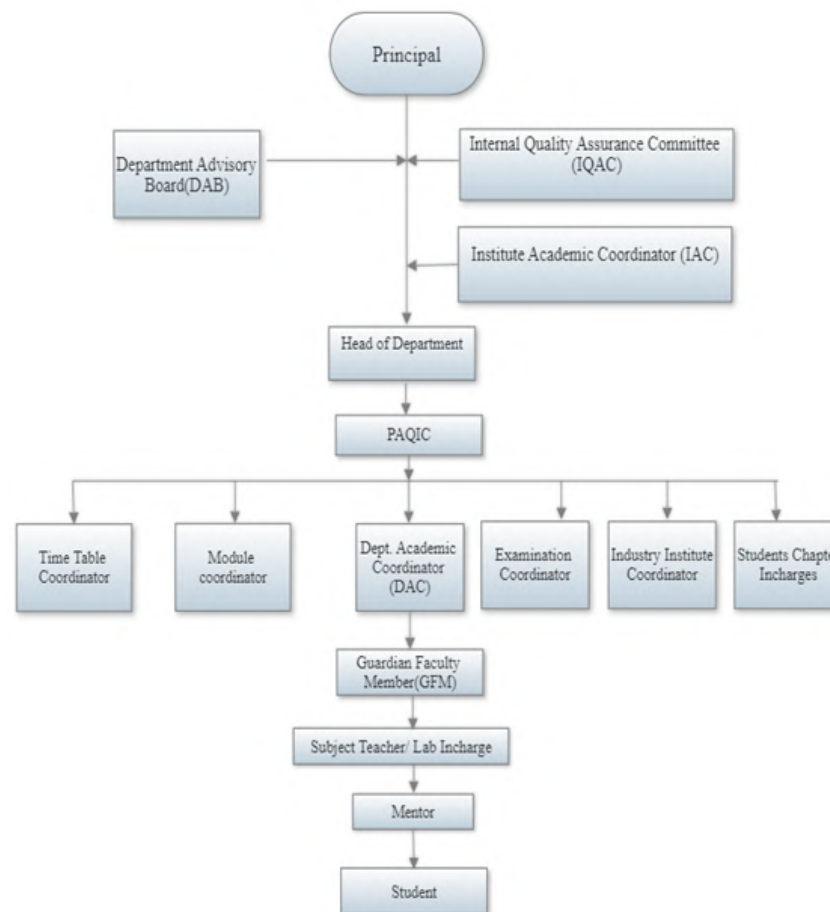 Principal
Department Advisory
Board(DAB)
Internal Quality Assurance Committee
(IQAC)
Institute Academic Coordinator (IAC)
Head of Department
PAQIC
Time Table
Coordinator
Module
coordinator
Dept. Academic
Coordinator
(DAC)
Examination
Coordinator
Industry Institute
Coordinator
Students Chapte
Incharges
Guardian Faculty
Member(GFM)
Subject Teacher/ Lab Incharge
Mentor
Student